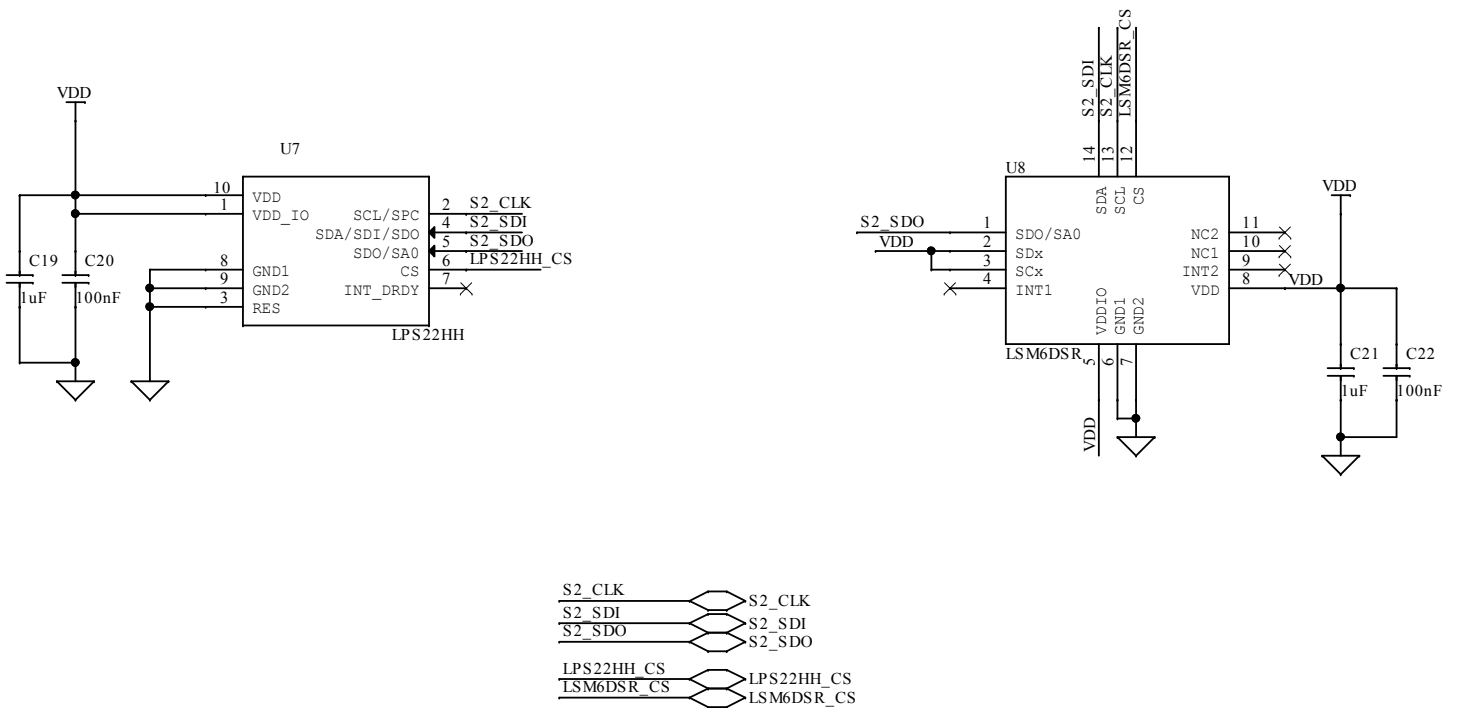 VDD
U7
10 VDD
1 VDD_IO
SCL/SPC 2 S2_CLK
SDA/SDI/SDO 4 S2_SDI
SDO/SA0 5 S2_SDO
8 GND1
CS 6 LPS22HH_CS
9 GND2
INT_DRDY 7
3 RES
LPS22HH
C19
1uF
C20
100nF
S2_SDI
S2_CLK
LSM6DSR_CS
14
13
12
U8
SDA
SCL
CS
S2_SDO 1 SDO/SA0
VDD 2 SDx
3 SCx
4 INT1
NC2 11
NC1 10
INT2 9
VDD 8 VDD
VDD
VDDIO
GND1
GND2
LSM6DSR
5
6
7
VDD
C21
1uF
C22
100nF
S2_CLK S2_CLK
S2_SDI S2_SDI
S2_SDO S2_SDO
LPS22HH_CS LPS22HH_CS
LSM6DSR_CS LSM6DSR_CS